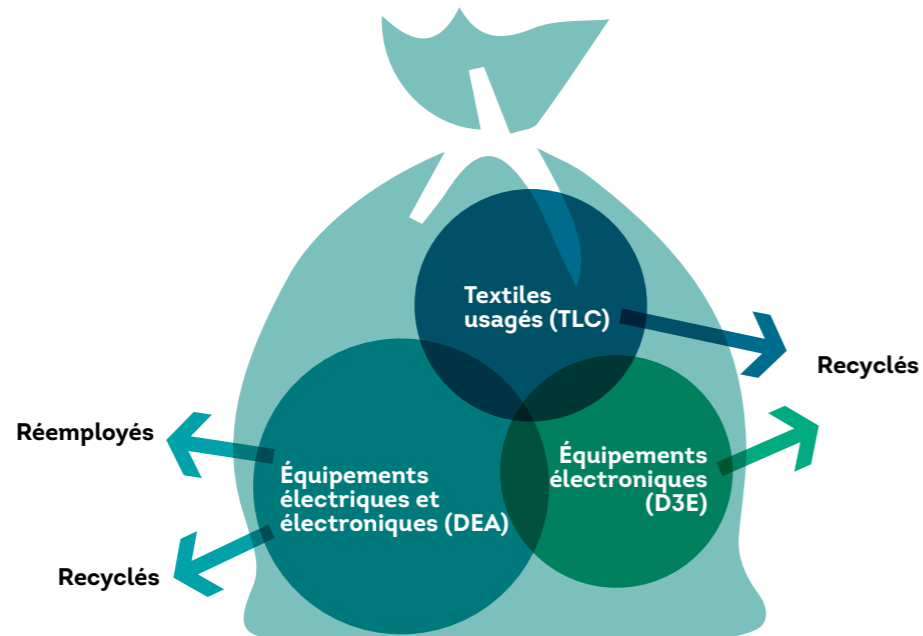 Textiles
usagés (TLC)
Recyclés
Réemployés
Équipements
électriques et
électroniques (DEA)
Équipements
électroniques
(D3E)
Recyclés